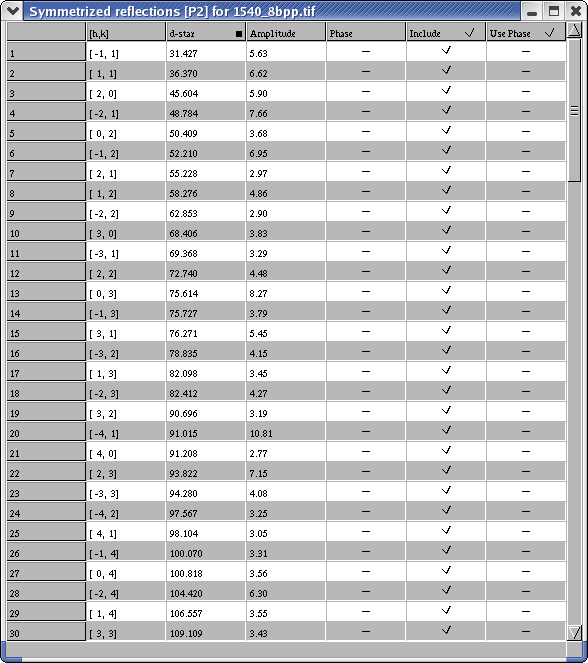 Symmetrized reflections [P2] for 1540_8bpp.tif
[h,k] d-star ■ Amplitude Phase Include ✓ Use Phase ✓
1 [ -1, 1] 31.427 5.63 — ✓ —
2 [ 1, 1] 36.370 6.62 — ✓ —
3 [ 2, 0] 45.604 5.90 — ✓ —
4 [ -2, 1] 48.784 7.66 — ✓ —
5 [ 0, 2] 50.409 3.68 — ✓ —
6 [ -1, 2] 52.210 6.95 — ✓ —
7 [ 2, 1] 55.228 2.97 — ✓ —
8 [ 1, 2] 58.276 4.86 — ✓ —
9 [ -2, 2] 62.853 2.90 — ✓ —
10 [ 3, 0] 68.406 3.83 — ✓ —
11 [ -3, 1] 69.368 3.29 — ✓ —
12 [ 2, 2] 72.740 4.48 — ✓ —
13 [ 0, 3] 75.614 8.27 — ✓ —
14 [ -1, 3] 75.727 3.79 — ✓ —
15 [ 3, 1] 76.271 5.45 — ✓ —
16 [ -3, 2] 78.835 4.15 — ✓ —
17 [ 1, 3] 82.098 3.45 — ✓ —
18 [ -2, 3] 82.412 4.27 — ✓ —
19 [ 3, 2] 90.696 3.19 — ✓ —
20 [ -4, 1] 91.015 10.81 — ✓ —
21 [ 4, 0] 91.208 2.77 — ✓ —
22 [ 2, 3] 93.822 7.15 — ✓ —
23 [ -3, 3] 94.280 4.08 — ✓ —
24 [ -4, 2] 97.567 3.25 — ✓ —
25 [ 4, 1] 98.104 3.05 — ✓ —
26 [ -1, 4] 100.070 3.31 — ✓ —
27 [ 0, 4] 100.818 3.56 — ✓ —
28 [ -2, 4] 104.420 6.30 — ✓ —
29 [ 1, 4] 106.557 3.55 — ✓ —
30 [ 3, 3] 109.109 3.43 — ✓ —